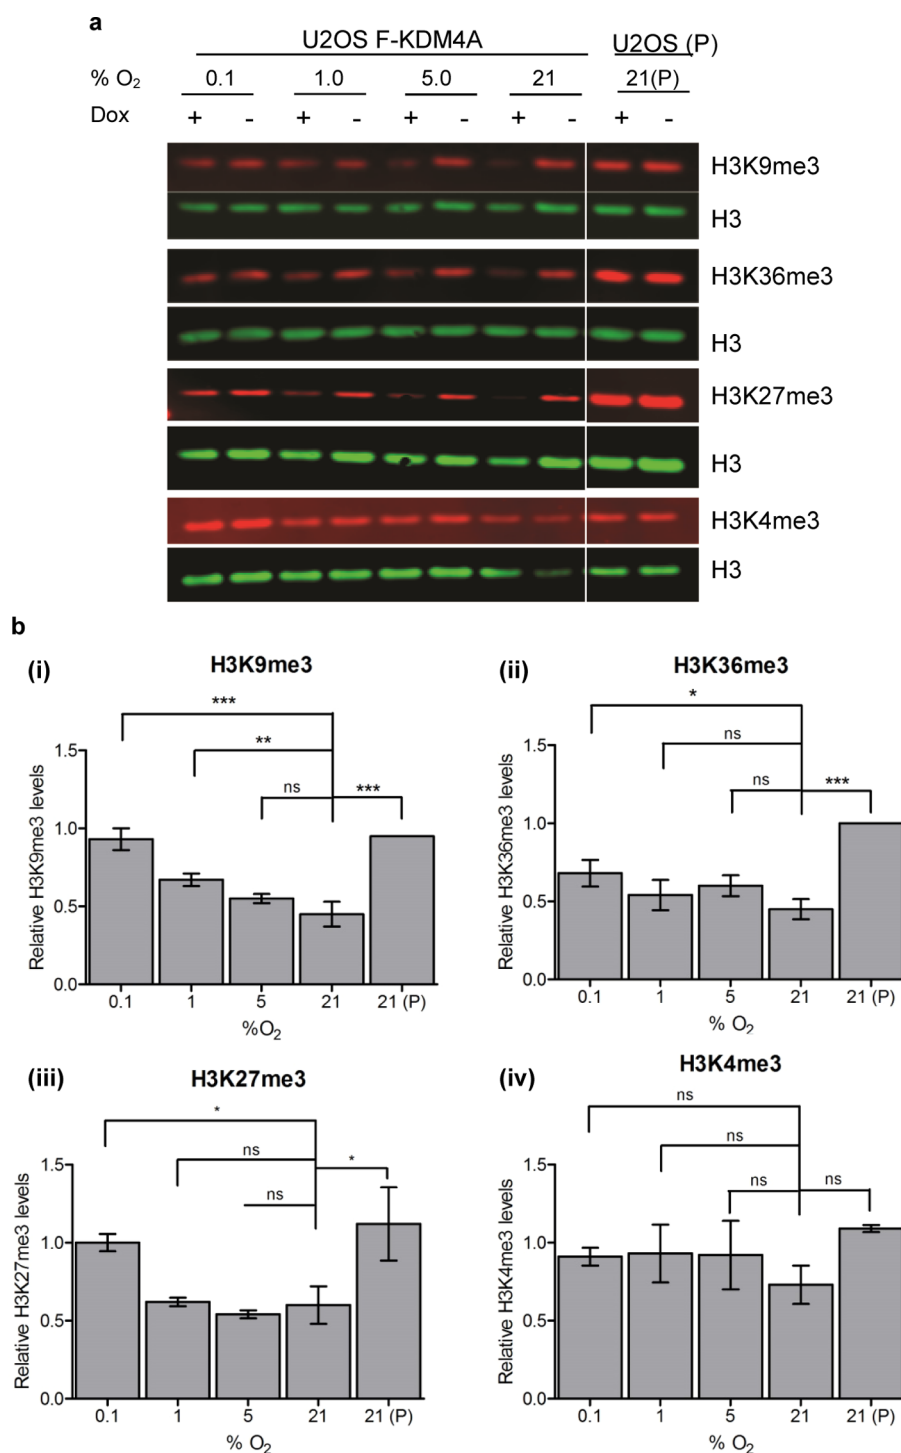 a
U2OS F-KDM4A U2OS (P)
% O2 0.1 1.0 5.0 21 21(P)
Dox + - + - + - + - + -
H3K9me3
H3
H3K36me3
H3
H3K27me3
H3
H3K4me3
H3
b
(i) H3K9me3
***
**
ns ***
Relative H3K9me3 levels
1.5
1.0
0.5
0.0
0.1 1 5 21 21 (P)
%O2
(ii) H3K36me3
*
ns
ns ***
Relative H3K36me3 levels
1.5
1.0
0.5
0.0
0.1 1 5 21 21 (P)
% O2
(iii) H3K27me3
*
ns
*
ns
Relative H3K27me3 levels
1.5
1.0
0.5
0.0
0.1 1 5 21 21 (P)
% O2
(iv) H3K4me3
ns
ns
ns ns
Relative H3K4me3 levels
1.5
1.0
0.5
0.0
0.1 1 5 21 21 (P)
% O2